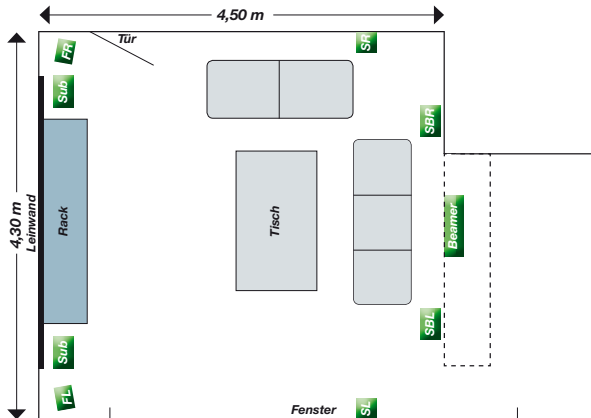 4,50 m
FR
Tür
SR
Sub
SBR
4,30 m
Leinwand
Rack
Tisch
Beamer
Sub
SBL
FL
Fenster
SL